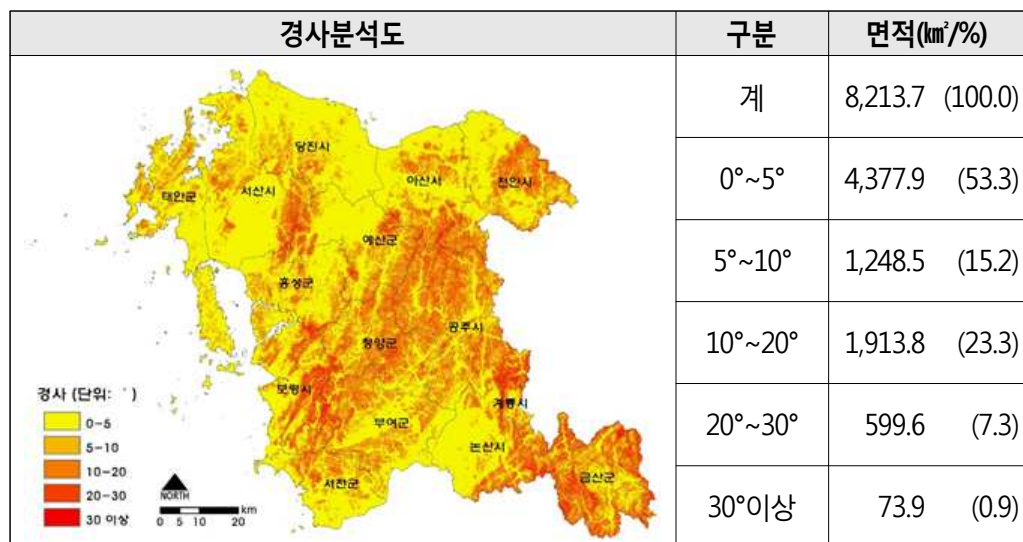 경사분석도 구분 면적(㎢/%)
계 8,213.7 (100.0)
0°~5° 4,377.9 (53.3)
5°~10° 1,248.5 (15.2)
10°~20° 1,913.8 (23.3)
20°~30° 599.6 (7.3)
30°이상 73.9 (0.9)
당진시
아산시
천안시
태안군
서산시
예산군
홍성군
공주시
청양군
보령시
계룡시
부여군
논산시
서천군
금산군
경사 (단위: ° )
0-5
5-10
10-20
20-30
30 이상
NORTH
km
0 5 10 20